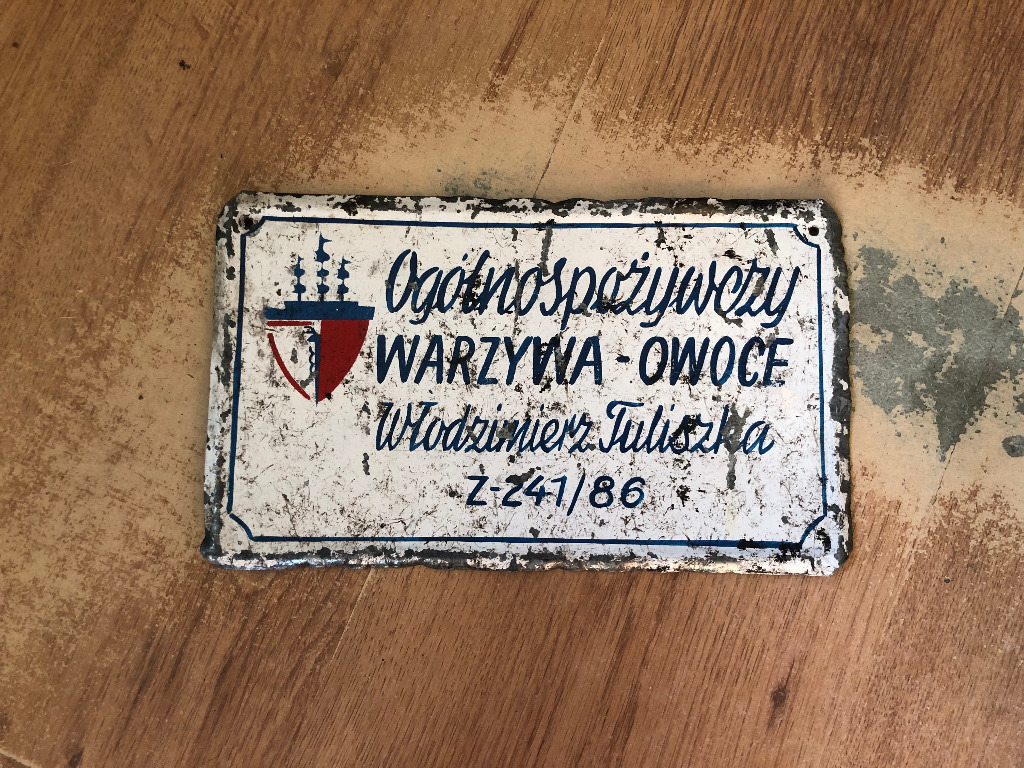 Ogólnospożywczy
WARZYWA - OWOCE
Włodzimierz Tuliszka
Z-241/86